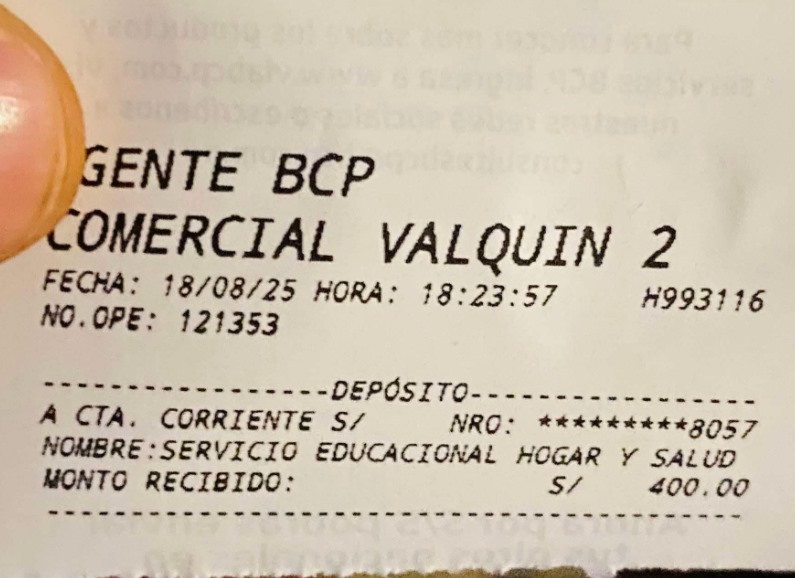 GENTE BCP
COMERCIAL VALQUIN 2
FECHA: 18/08/25 HORA: 18:23:57 H993116
NO.OPE: 121353
-----------------DEPÓSITO-----------------
A CTA. CORRIENTE S/ NRO: *********8057
NOMBRE:SERVICIO EDUCACIONAL HOGAR Y SALUD
MONTO RECIBIDO: S/ 400.00